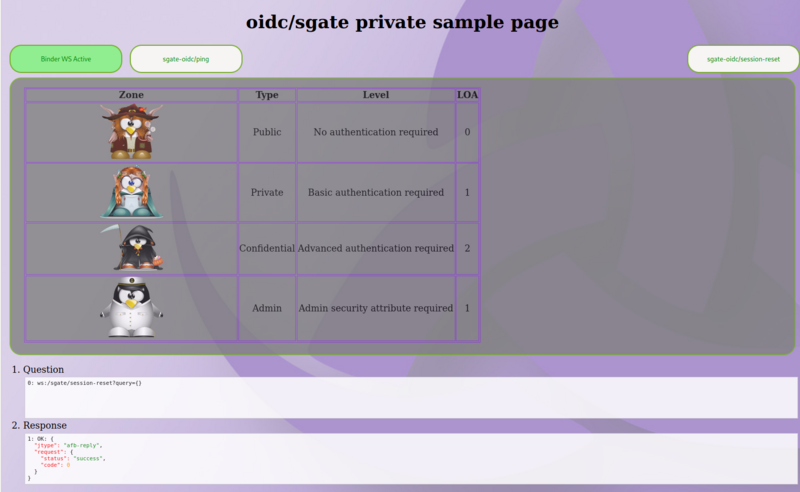 oidc/sgate private sample page
Binder WS Active
sgate-oidc/ping
sgate-oidc/session-reset
Zone Type Level LOA
Public No authentication required 0
Private Basic authentication required 1
Confidential Advanced authentication required 2
Admin Admin security attribute required 1
1. Question
0: ws:/sgate/session-reset?query={}
2. Response
1: OK: {
"jtype": "afb-reply",
"request": {
"status": "success",
"code": 0
}
}